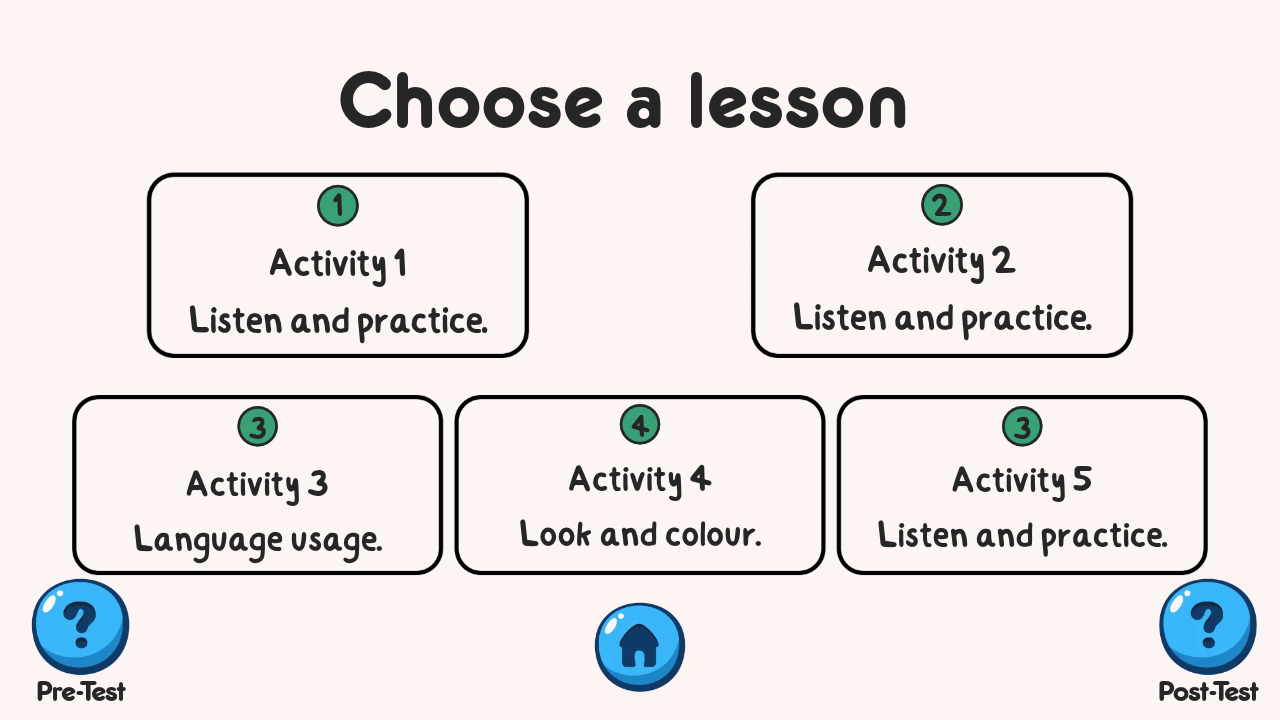 Choose a lesson
1
Activity 1
Listen and practice.
2
Activity 2
Listen and practice.
3
Activity 3
Language usage.
4
Activity 4
Look and colour.
3
Activity 5
Listen and practice.
?
Pre-Test
?
Post-Test